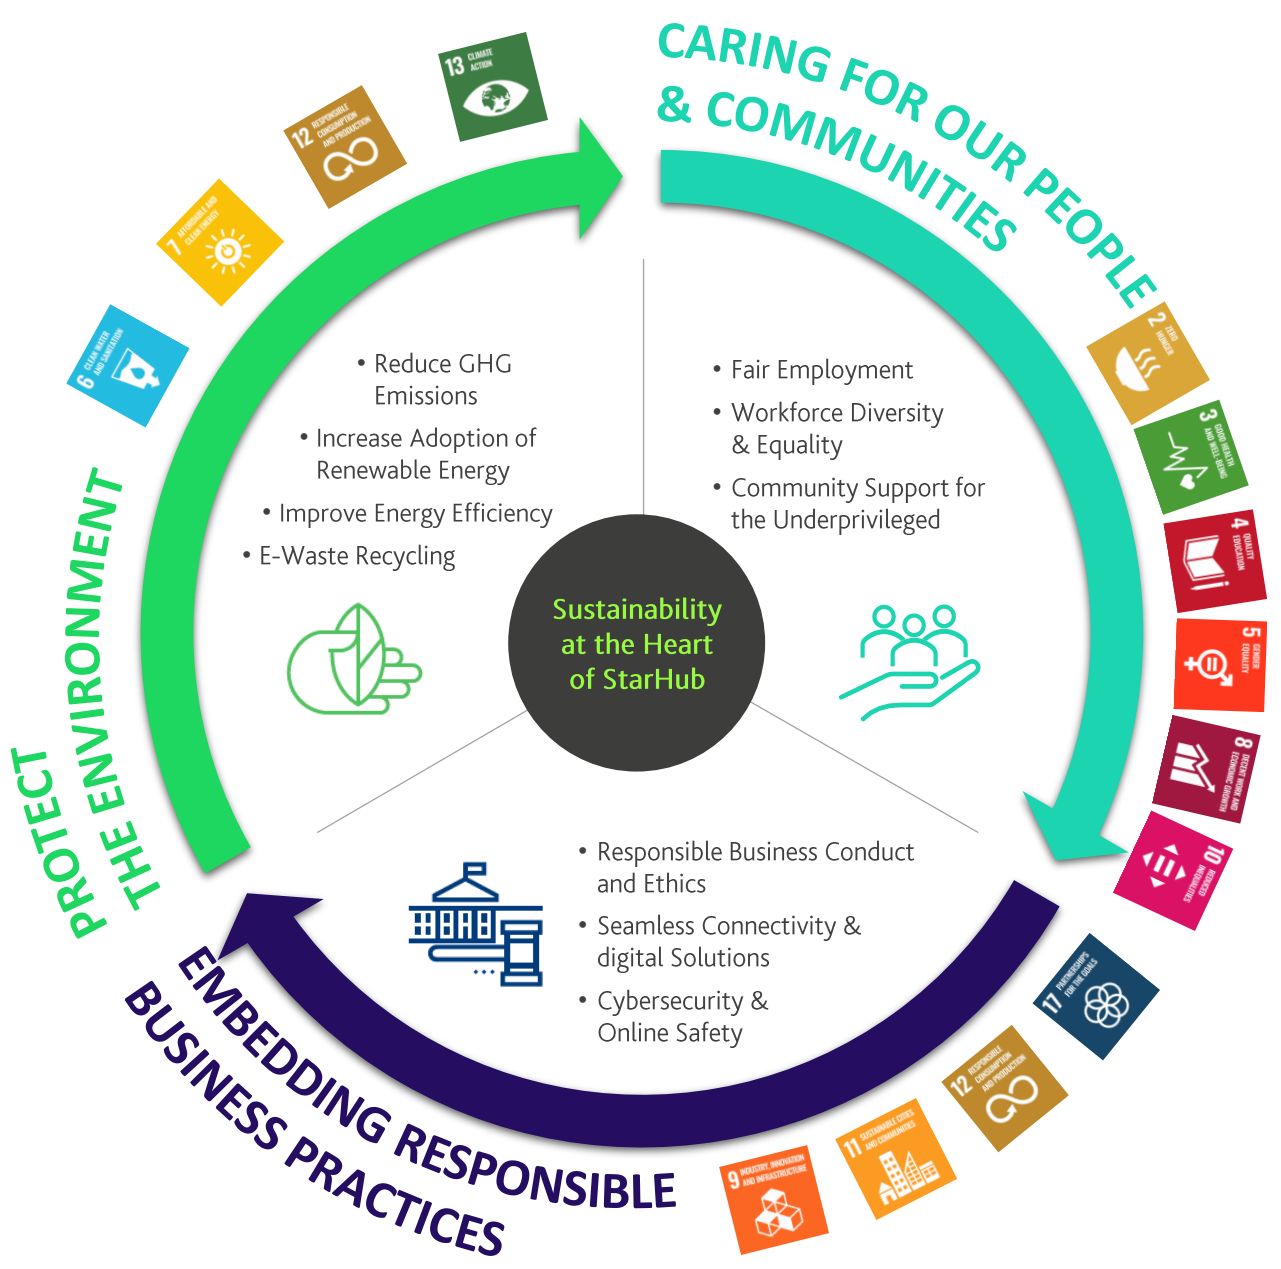 CARING FOR OUR PEOPLE
& COMMUNITIES
2 ZERO
HUNGER
3 GOOD HEALTH
AND WELL-BEING
4 QUALITY
EDUCATION
5 GENDER
EQUALITY
8 DECENT WORK AND
ECONOMIC GROWTH
10 REDUCED
INEQUALITIES
• Fair Employment
• Workforce Diversity
& Equality
• Community Support for
the Underprivileged
EMBEDDING RESPONSIBLE
BUSINESS PRACTICES
17 PARTNERSHIPS
FOR THE GOALS
12 RESPONSIBLE
CONSUMPTION
AND PRODUCTION
11 SUSTAINABLE CITIES
AND COMMUNITIES
9 INDUSTRY, INNOVATION
AND INFRASTRUCTURE
• Responsible Business Conduct
and Ethics
• Seamless Connectivity &
digital Solutions
• Cybersecurity &
Online Safety
PROTECT
THE ENVIRONMENT
6 CLEAN WATER
AND SANITATION
7 AFFORDABLE AND
CLEAN ENERGY
12 RESPONSIBLE
CONSUMPTION
AND PRODUCTION
13 CLIMATE
ACTION
• Reduce GHG
Emissions
• Increase Adoption of
Renewable Energy
• Improve Energy Efficiency
• E-Waste Recycling
Sustainability
at the Heart
of StarHub